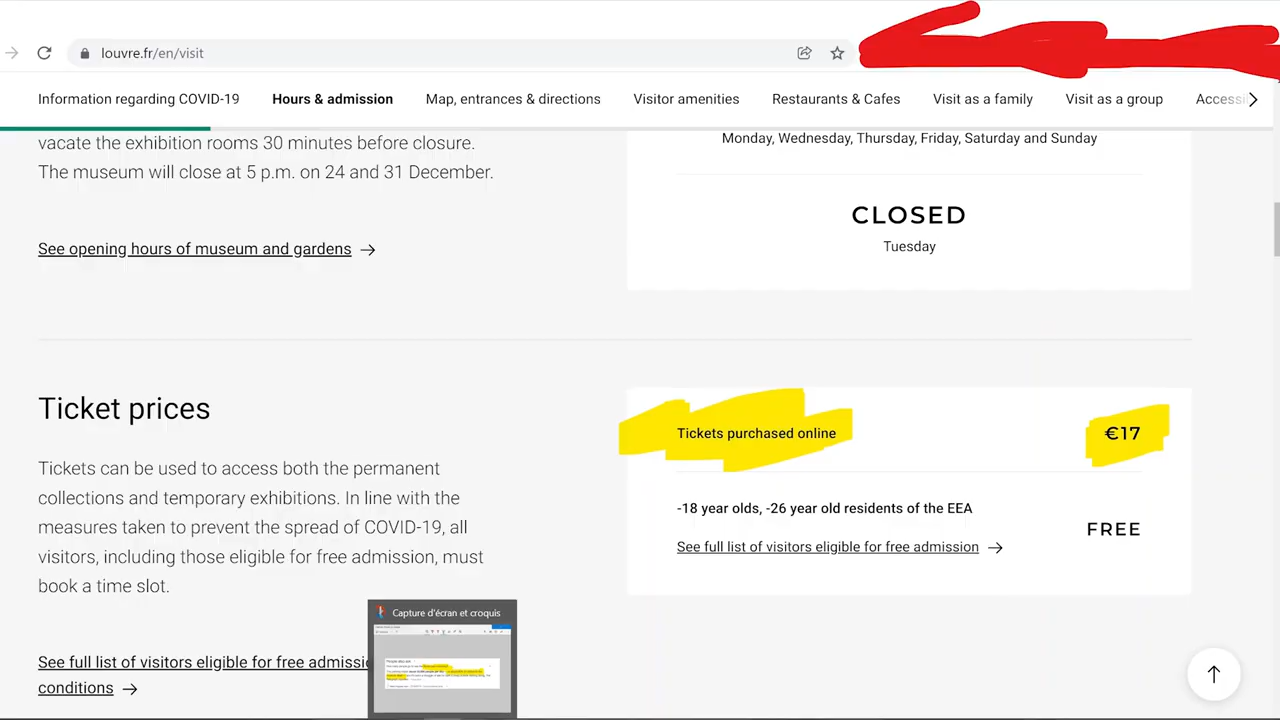 louvre.fr/en/visit
Information regarding COVID-19 Hours & admission Map, entrances & directions Visitor amenities Restaurants & Cafes Visit as a family Visit as a group Accessi
vacate the exhibition rooms 30 minutes before closure.
The museum will close at 5 p.m. on 24 and 31 December.
See opening hours of museum and gardens
Monday, Wednesday, Thursday, Friday, Saturday and Sunday
CLOSED
Tuesday
Ticket prices
Tickets can be used to access both the permanent
collections and temporary exhibitions. In line with the
measures taken to prevent the spread of COVID-19, all
visitors, including those eligible for free admission, must
book a time slot.
See full list of visitors eligible for free admissi
conditions
Tickets purchased online €17
-18 year olds, -26 year old residents of the EEA
FREE
See full list of visitors eligible for free admission
Capture d'écran et croquis